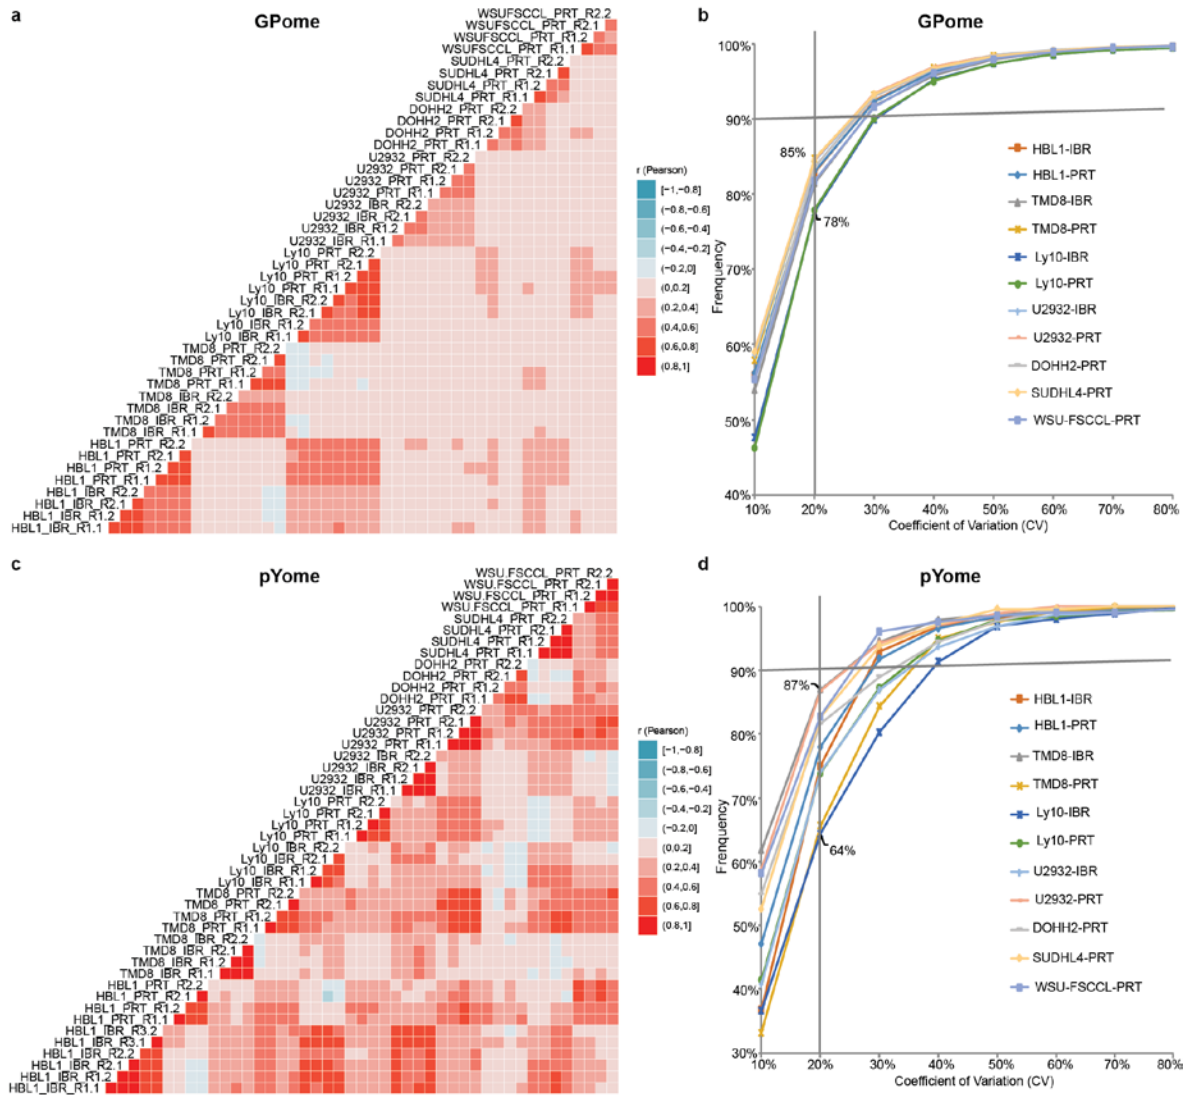 a
GPome
WSUFSCCL_PRT_R2.2
WSUFSCCL_PRT_R2.1
WSUFSCCL_PRT_R1.2
WSUFSCCL_PRT_R1.1
SUDHL4_PRT_R2.2
SUDHL4_PRT_R2.1
SUDHL4_PRT_R1.2
SUDHL4_PRT_R1.1
DOHH2_PRT_R2.2
DOHH2_PRT_R2.1
DOHH2_PRT_R1.2
DOHH2_PRT_R1.1
U2932_PRT_R2.2
U2932_PRT_R2.1
U2932_PRT_R1.2
U2932_PRT_R1.1
U2932_IBR_R2.2
U2932_IBR_R2.1
U2932_IBR_R1.2
U2932_IBR_R1.1
Ly10_PRT_R2.2
Ly10_PRT_R2.1
Ly10_PRT_R1.2
Ly10_PRT_R1.1
Ly10_IBR_R2.2
Ly10_IBR_R2.1
Ly10_IBR_R1.2
Ly10_IBR_R1.1
TMD8_PRT_R2.2
TMD8_PRT_R2.1
TMD8_PRT_R1.2
TMD8_PRT_R1.1
TMD8_IBR_R2.2
TMD8_IBR_R2.1
TMD8_IBR_R1.2
TMD8_IBR_R1.1
HBL1_PRT_R2.2
HBL1_PRT_R2.1
HBL1_PRT_R1.2
HBL1_PRT_R1.1
HBL1_IBR_R2.2
HBL1_IBR_R2.1
HBL1_IBR_R1.2
HBL1_IBR_R1.1
r (Pearson)
[−1,−0.8]
(−0.8,−0.6]
(−0.6,−0.4]
(−0.4,−0.2]
(−0.2,0]
(0,0.2]
(0.2,0.4]
(0.4,0.6]
(0.6,0.8]
(0.8,1]
b
GPome
100%
90%
80%
70%
60%
50%
40%
Frenquency
85%
78%
HBL1-IBR
HBL1-PRT
TMD8-IBR
TMD8-PRT
Ly10-IBR
Ly10-PRT
U2932-IBR
U2932-PRT
DOHH2-PRT
SUDHL4-PRT
WSU-FSCCL-PRT
10% 20% 30% 40% 50% 60% 70% 80%
Coefficient of Variation (CV)
c
pYome
WSU.FSCCL_PRT_R2.2
WSU.FSCCL_PRT_R2.1
WSU.FSCCL_PRT_R1.2
WSU.FSCCL_PRT_R1.1
SUDHL4_PRT_R2.2
SUDHL4_PRT_R2.1
SUDHL4_PRT_R1.2
SUDHL4_PRT_R1.1
DOHH2_PRT_R2.2
DOHH2_PRT_R2.1
DOHH2_PRT_R1.2
DOHH2_PRT_R1.1
U2932_PRT_R2.2
U2932_PRT_R2.1
U2932_PRT_R1.2
U2932_PRT_R1.1
U2932_IBR_R2.2
U2932_IBR_R2.1
U2932_IBR_R1.2
U2932_IBR_R1.1
Ly10_PRT_R2.2
Ly10_PRT_R2.1
Ly10_PRT_R1.2
Ly10_PRT_R1.1
Ly10_IBR_R2.2
Ly10_IBR_R1.2
Ly10_IBR_R1.1
TMD8_PRT_R2.2
TMD8_PRT_R2.1
TMD8_PRT_R1.2
TMD8_PRT_R1.1
TMD8_IBR_R2.2
TMD8_IBR_R2.1
TMD8_IBR_R1.2
TMD8_IBR_R1.1
HBL1_PRT_R2.2
HBL1_PRT_R2.1
HBL1_PRT_R1.2
HBL1_PRT_R1.1
HBL1_IBR_R3.2
HBL1_IBR_R3.1
HBL1_IBR_R2.2
HBL1_IBR_R2.1
HBL1_IBR_R1.2
HBL1_IBR_R1.1
r (Pearson)
[−1,−0.8]
(−0.8,−0.6]
(−0.6,−0.4]
(−0.4,−0.2]
(−0.2,0]
(0,0.2]
(0.2,0.4]
(0.4,0.6]
(0.6,0.8]
(0.8,1]
d
pYome
100%
90%
80%
70%
60%
50%
40%
30%
Frenquency
87%
64%
HBL1-IBR
HBL1-PRT
TMD8-IBR
TMD8-PRT
Ly10-IBR
Ly10-PRT
U2932-IBR
U2932-PRT
DOHH2-PRT
SUDHL4-PRT
WSU-FSCCL-PRT
10% 20% 30% 40% 50% 60% 70% 80%
Coefficient of Variation (CV)